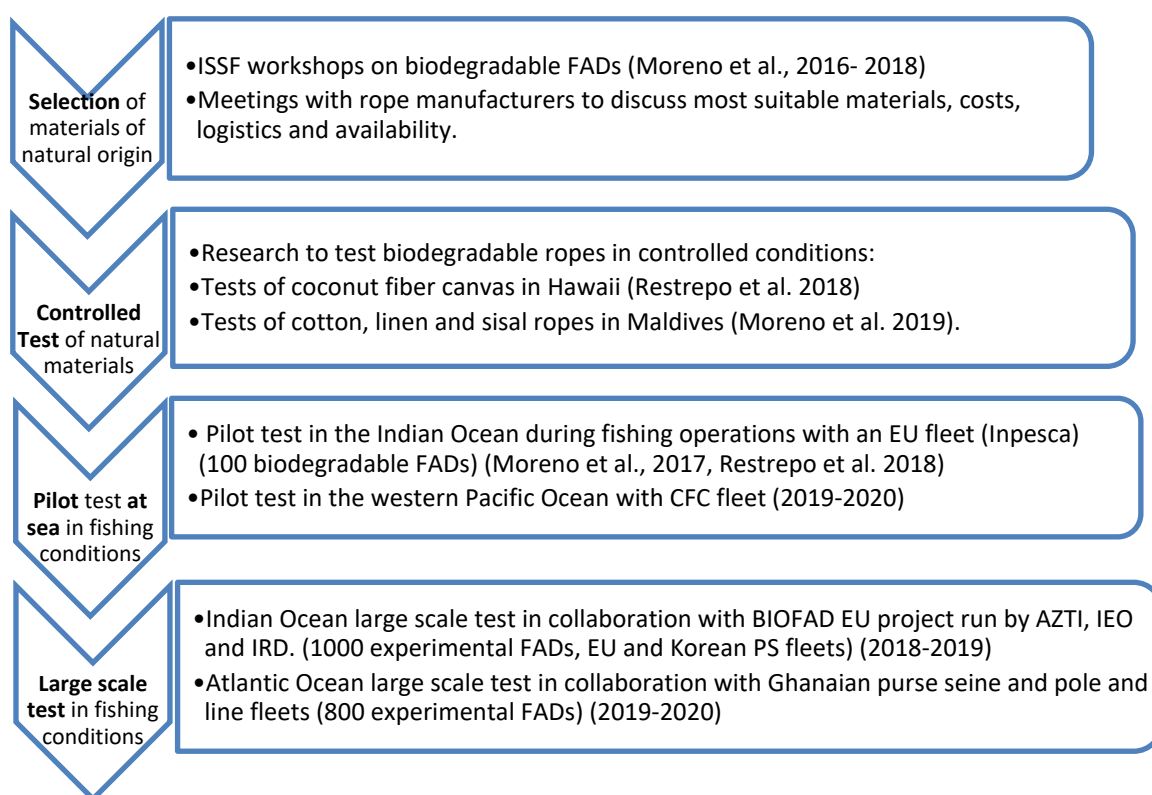 Selection of
materials of
natural origin
•ISSF workshops on biodegradable FADs (Moreno et al., 2016- 2018)
•Meetings with rope manufacturers to discuss most suitable materials, costs,
logistics and availability.
Controlled
Test of natural
materials
•Research to test biodegradable ropes in controlled conditions:
•Tests of coconut fiber canvas in Hawaii (Restrepo et al. 2018)
•Tests of cotton, linen and sisal ropes in Maldives (Moreno et al. 2019).
Pilot test at
sea in fishing
conditions
• Pilot test in the Indian Ocean during fishing operations with an EU fleet (Inpesca)
(100 biodegradable FADs) (Moreno et al., 2017, Restrepo et al. 2018)
•Pilot test in the western Pacific Ocean with CFC fleet (2019-2020)
Large scale
test in fishing
conditions
•Indian Ocean large scale test in collaboration with BIOFAD EU project run by AZTI, IEO
and IRD. (1000 experimental FADs, EU and Korean PS fleets) (2018-2019)
•Atlantic Ocean large scale test in collaboration with Ghanaian purse seine and pole and
line fleets (800 experimental FADs) (2019-2020)